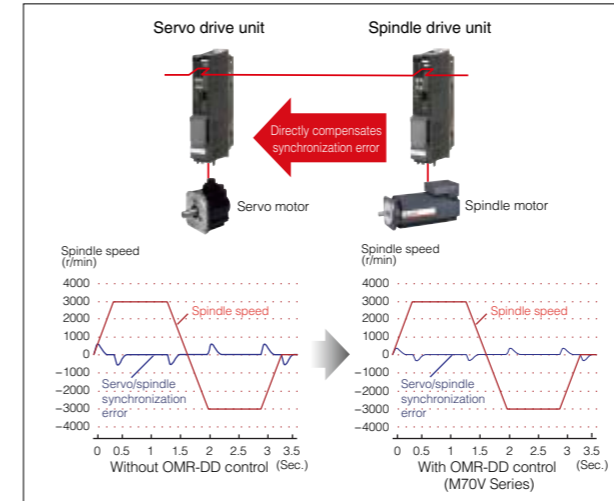 Servo drive unit
Spindle drive unit
Directly compensates
synchronization error
Servo motor
Spindle motor
Spindle speed
(r/min)
4000
3000
2000
1000
0
−1000
−2000
−3000
−4000
Spindle speed
Servo/spindle
synchronization
error
0 0.5 1 1.5 2 2.5 3 3.5
(Sec.)
Without OMR-DD control
Spindle speed
(r/min)
4000
3000
2000
1000
0
−1000
−2000
−3000
−4000
Spindle speed
Servo/spindle
synchronization
error
0 0.5 1 1.5 2 2.5 3 3.5
(Sec.)
With OMR-DD control
(M70V Series)